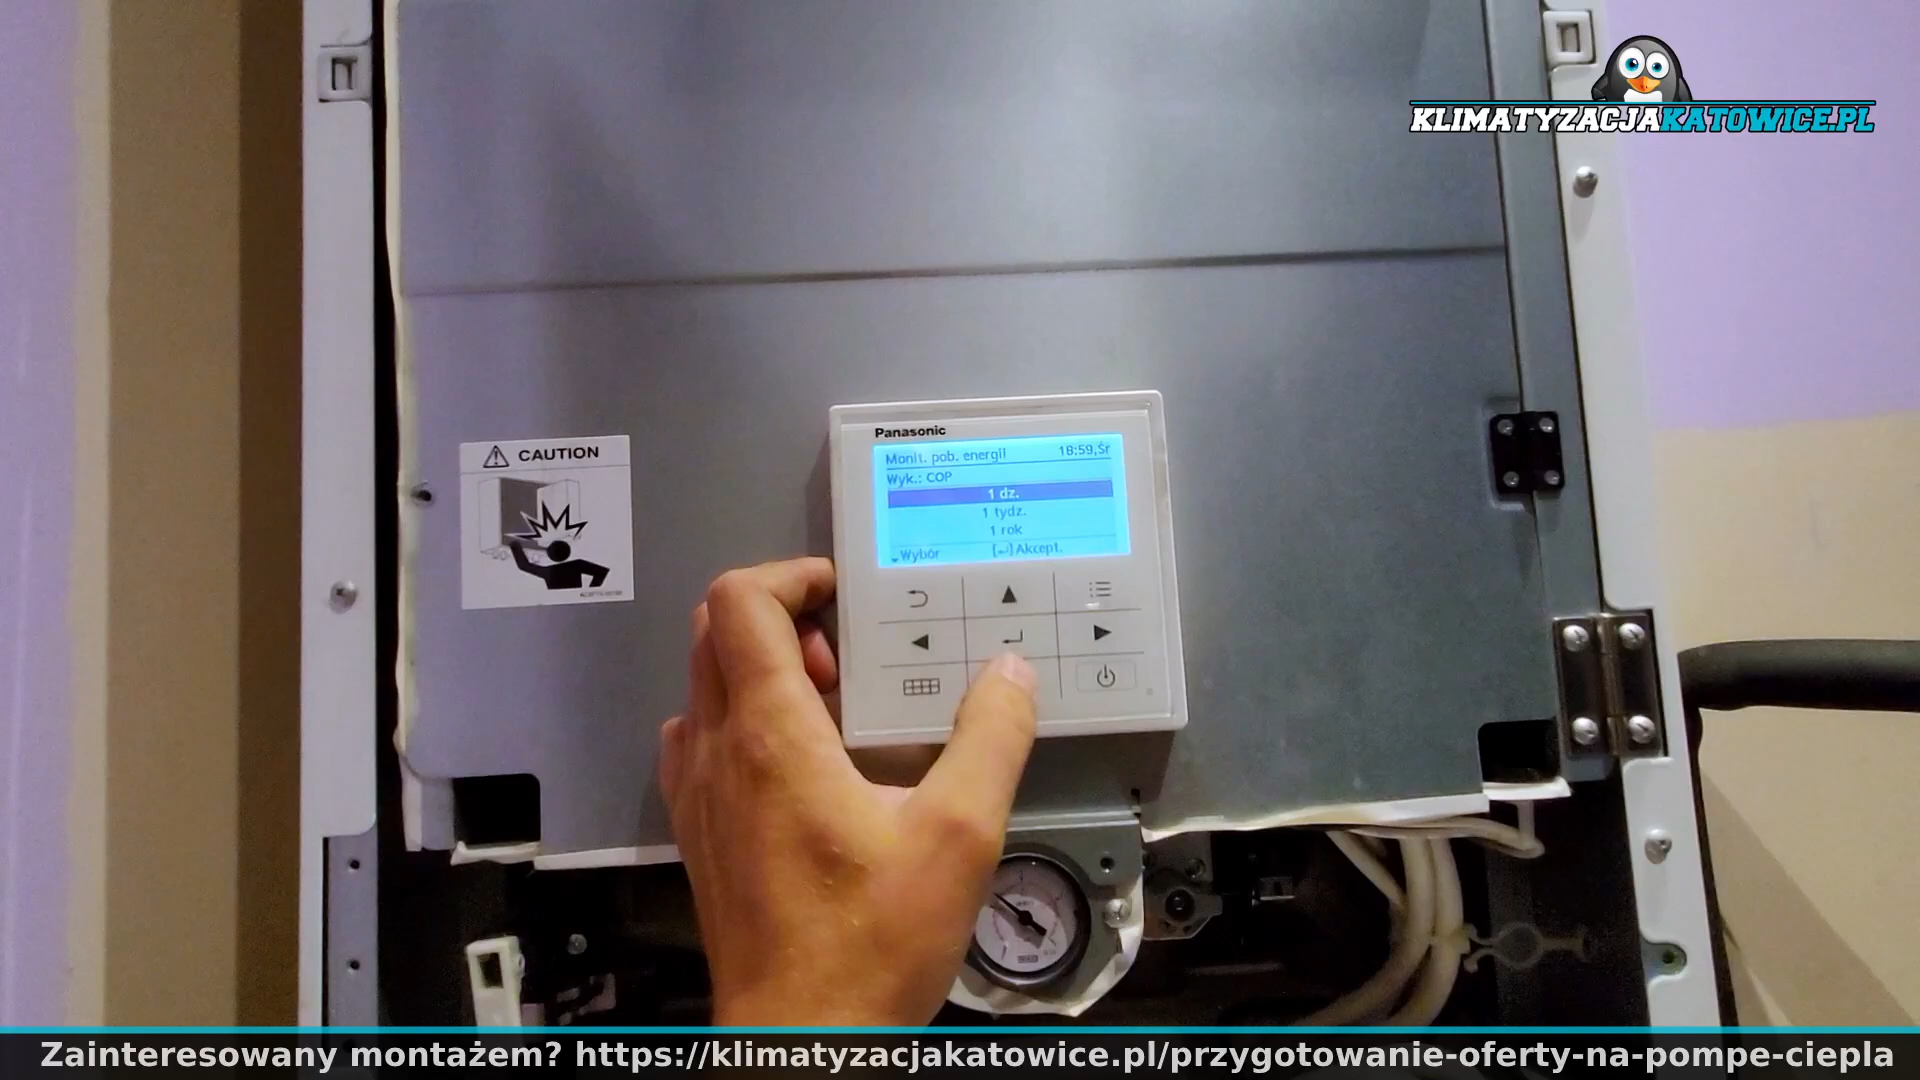 KLIMATYZACJAKATOWICE.PL
CAUTION
Panasonic
Monit. pob. energii 18:59,Śr
Wyk.: COP
1 dz.
1 tydz.
1 rok
Wybór [↵]Akcept.
Zainteresowany montażem? https://klimatyzacjakatowice.pl/przygotowanie-oferty-na-pompe-ciepla